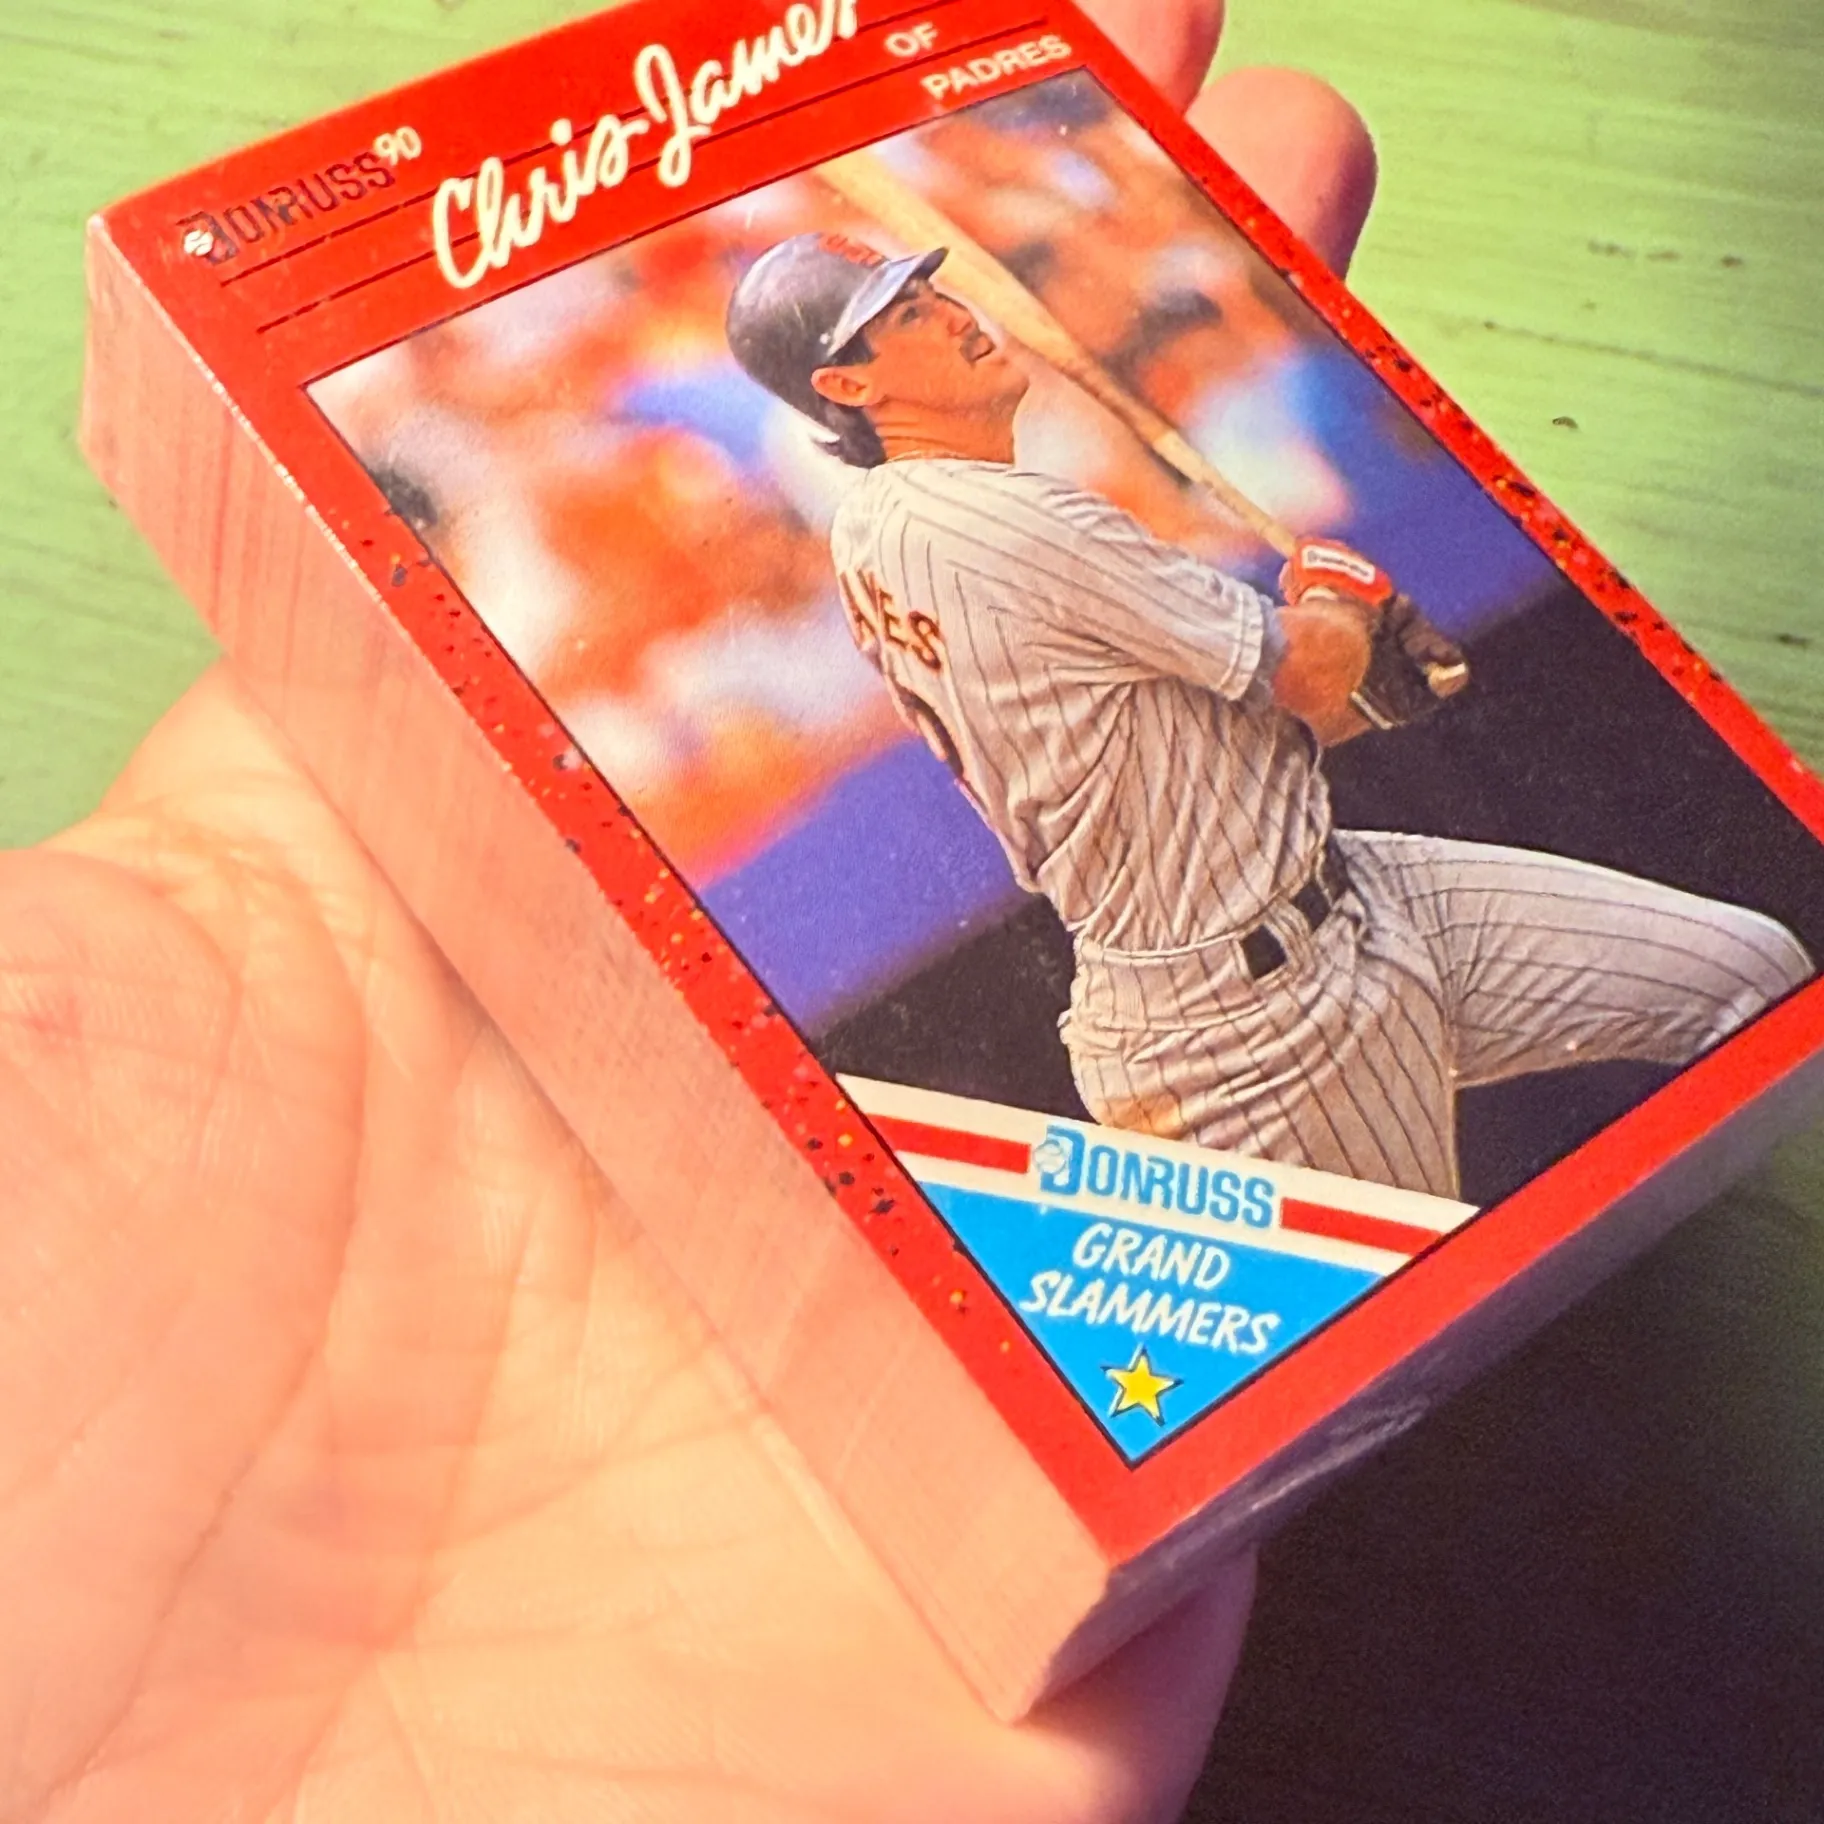 DONRUSS 90
Chris James
OF
PADRES
DONRUSS
GRAND
SLAMMERS